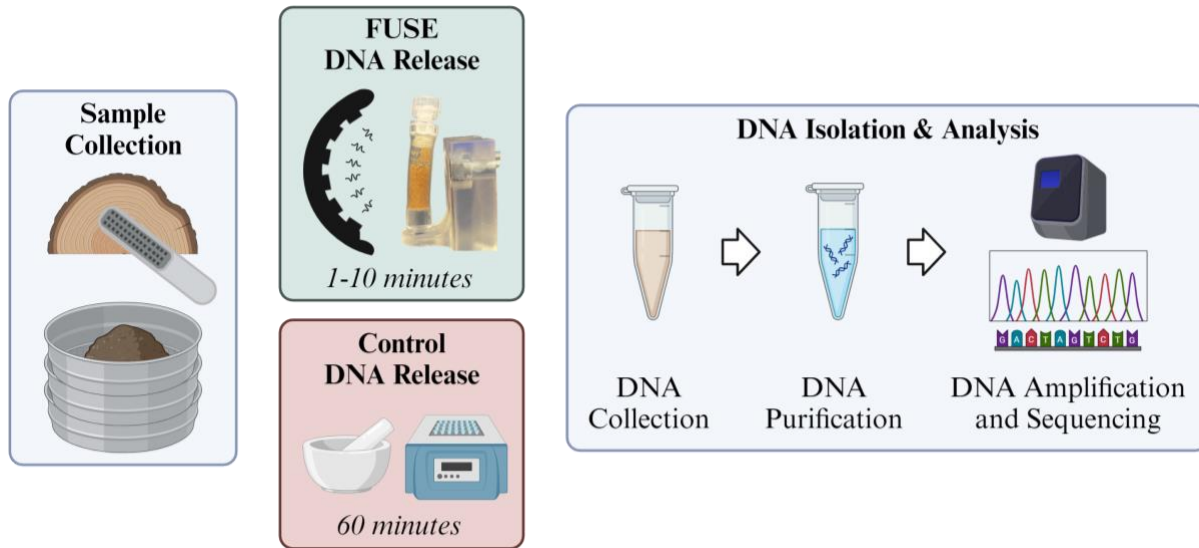 Sample
Collection
FUSE
DNA Release
1-10 minutes
Control
DNA Release
60 minutes
DNA Isolation & Analysis
DNA
Collection
DNA
Purification
G A C T A G T C T G
DNA Amplification
and Sequencing